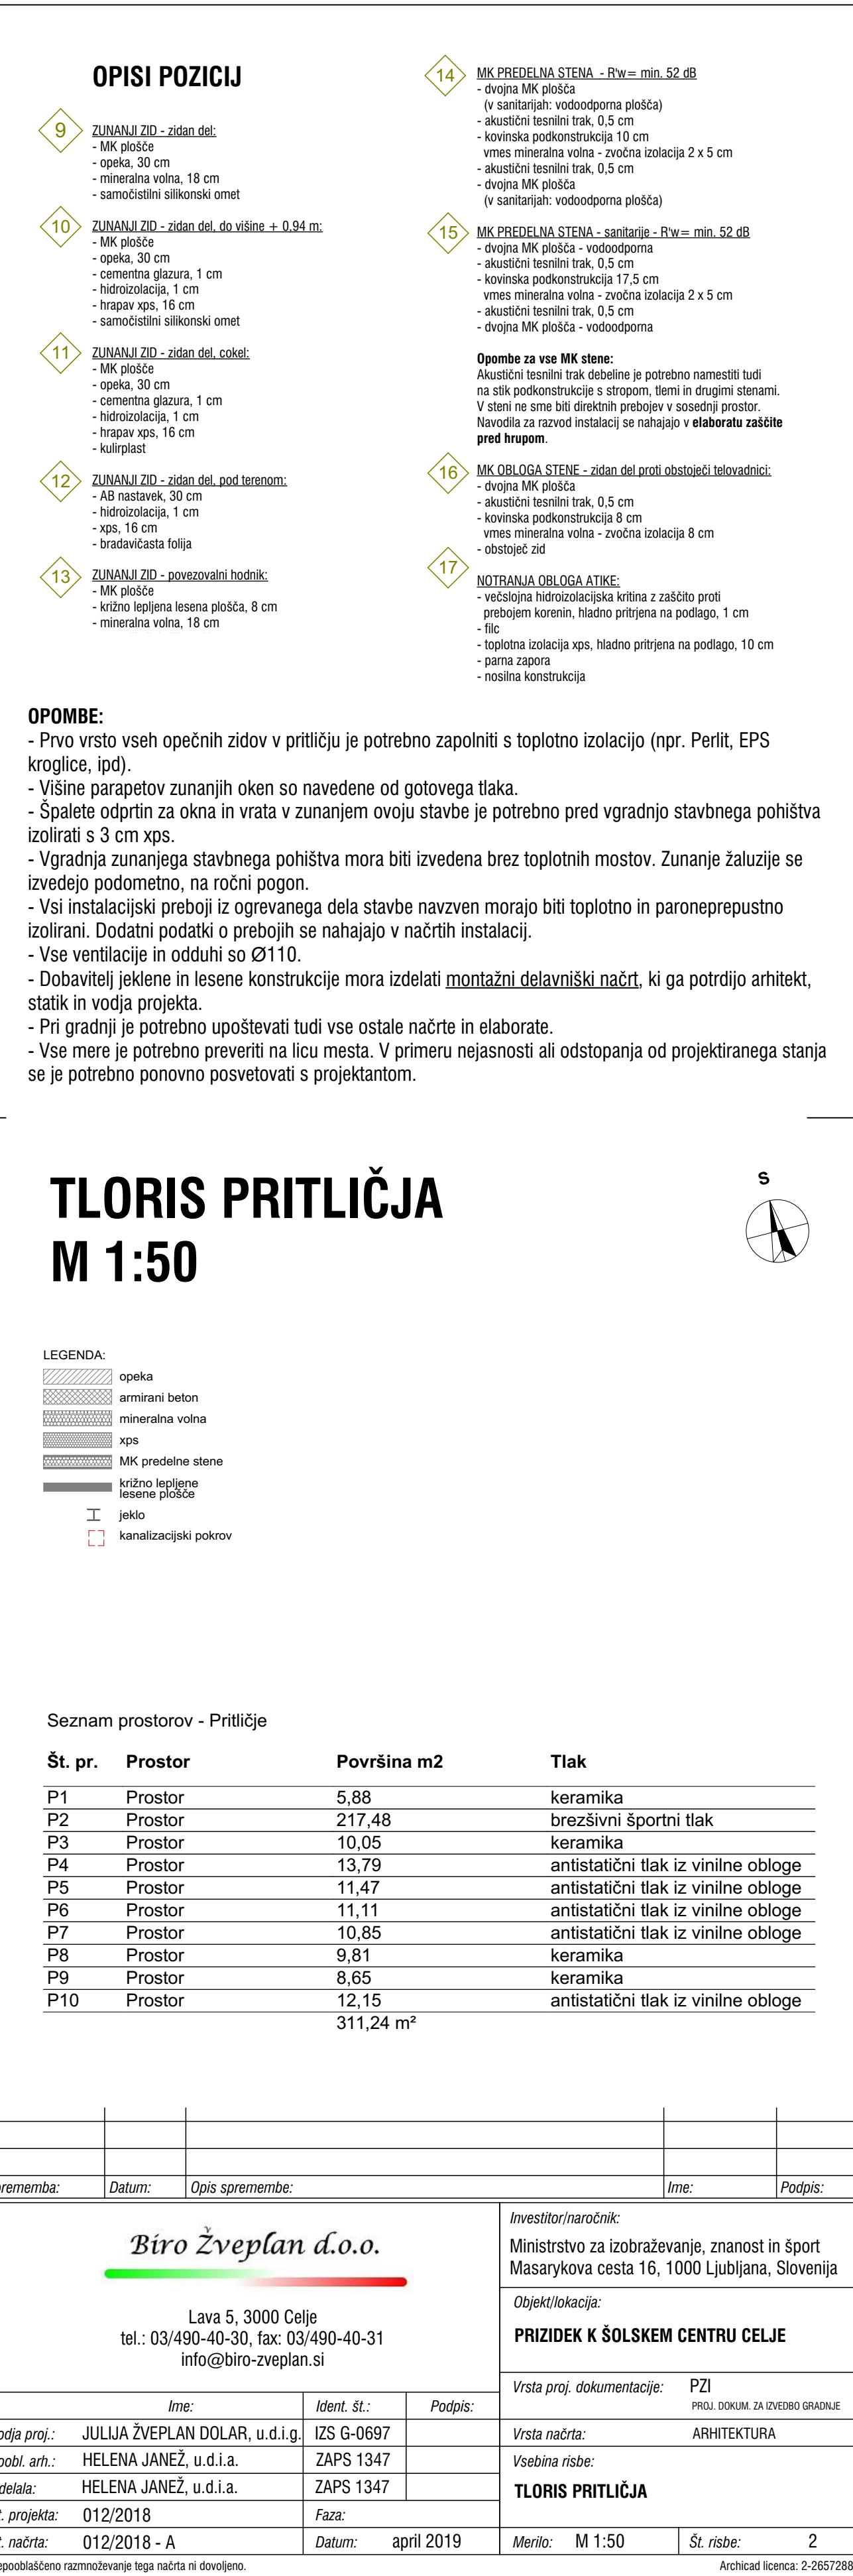 OPISI POZICIJ
9
ZUNANJI ZID - zidan del:
- MK plošče
- opeka, 30 cm
- mineralna volna, 18 cm
- samočistilni silikonski omet
10
ZUNANJI ZID - zidan del, do višine + 0,94 m:
- MK plošče
- opeka, 30 cm
- cementna glazura, 1 cm
- hidroizolacija, 1 cm
- hrapav xps, 16 cm
- samočistilni silikonski omet
11
ZUNANJI ZID - zidan del, cokel:
- MK plošče
- opeka, 30 cm
- cementna glazura, 1 cm
- hidroizolacija, 1 cm
- hrapav xps, 16 cm
- kulirplast
12
ZUNANJI ZID - zidan del, pod terenom:
- AB nastavek, 30 cm
- hidroizolacija, 1 cm
- xps, 16 cm
- bradavičasta folija
13
ZUNANJI ZID - povezovalni hodnik:
- MK plošče
- križno lepljena lesena plošča, 8 cm
- mineralna volna, 18 cm
14
MK PREDELNA STENA - R'w= min. 52 dB
- dvojna MK plošča
(v sanitarijah: vodoodporna plošča)
- akustični tesnilni trak, 0,5 cm
- kovinska podkonstrukcija 10 cm
vmes mineralna volna - zvočna izolacija 2 x 5 cm
- akustični tesnilni trak, 0,5 cm
- dvojna MK plošča
(v sanitarijah: vodoodporna plošča)
15
MK PREDELNA STENA - sanitarije - R'w= min. 52 dB
- dvojna MK plošča - vodoodporna
- akustični tesnilni trak, 0,5 cm
- kovinska podkonstrukcija 17,5 cm
vmes mineralna volna - zvočna izolacija 2 x 5 cm
- akustični tesnilni trak, 0,5 cm
- dvojna MK plošča - vodoodporna
Opombe za vse MK stene:
Akustični tesnilni trak debeline je potrebno namestiti tudi
na stik podkonstrukcije s stropom, tlemi in drugimi stenami.
V steni ne sme biti direktnih prebojev v sosednji prostor.
Navodila za razvod instalacij se nahajajo v elaboratu zaščite
pred hrupom.
16
MK OBLOGA STENE - zidan del proti obstoječi telovadnici:
- dvojna MK plošča
- akustični tesnilni trak, 0,5 cm
- kovinska podkonstrukcija 8 cm
vmes mineralna volna - zvočna izolacija 8 cm
- obstoječ zid
17
NOTRANJA OBLOGA ATIKE:
- večslojna hidroizolacijska kritina z zaščito proti
prebojem korenin, hladno pritrjena na podlago, 1 cm
- filc
- toplotna izolacija xps, hladno pritrjena na podlago, 10 cm
- parna zapora
- nosilna konstrukcija
OPOMBE:
- Prvo vrsto vseh opečnih zidov v pritličju je potrebno zapolniti s toplotno izolacijo (npr. Perlit, EPS
kroglice, ipd).
- Višine parapetov zunanjih oken so navedene od gotovega tlaka.
- Špalete odprtin za okna in vrata v zunanjem ovoju stavbe je potrebno pred vgradnjo stavbnega pohištva
izolirati s 3 cm xps.
- Vgradnja zunanjega stavbnega pohištva mora biti izvedena brez toplotnih mostov. Zunanje žaluzije se
izvedejo podometno, na ročni pogon.
- Vsi instalacijski preboji iz ogrevanega dela stavbe navzven morajo biti toplotno in paroneprepustno
izolirani. Dodatni podatki o prebojih se nahajajo v načrtih instalacij.
- Vse ventilacije in odduhi so Ø110.
- Dobavitelj jeklene in lesene konstrukcije mora izdelati montažni delavniški načrt, ki ga potrdijo arhitekt,
statik in vodja projekta.
- Pri gradnji je potrebno upoštevati tudi vse ostale načrte in elaborate.
- Vse mere je potrebno preveriti na licu mesta. V primeru nejasnosti ali odstopanja od projektiranega stanja
se je potrebno ponovno posvetovati s projektantom.
TLORIS PRITLIČJA
M 1:50
S
LEGENDA:
opeka
armirani beton
mineralna volna
xps
MK predelne stene
križno lepljene
lesene plošče
jeklo
kanalizacijski pokrov
Seznam prostorov - Pritličje
Št. pr. Prostor Površina m2 Tlak
P1 Prostor 5,88 keramika
P2 Prostor 217,48 brezšivni športni tlak
P3 Prostor 10,05 keramika
P4 Prostor 13,79 antistatični tlak iz vinilne obloge
P5 Prostor 11,47 antistatični tlak iz vinilne obloge
P6 Prostor 11,11 antistatični tlak iz vinilne obloge
P7 Prostor 10,85 antistatični tlak iz vinilne obloge
P8 Prostor 9,81 keramika
P9 Prostor 8,65 keramika
P10 Prostor 12,15 antistatični tlak iz vinilne obloge
311,24 m²
rememba: Datum: Opis spremembe: Ime: Podpis:
Biro Žveplan d.o.o.
Lava 5, 3000 Celje
tel.: 03/490-40-30, fax: 03/490-40-31
info@biro-zveplan.si
Investitor/naročnik:
Ministrstvo za izobraževanje, znanost in šport
Masarykova cesta 16, 1000 Ljubljana, Slovenija
Objekt/lokacija:
PRIZIDEK K ŠOLSKEM CENTRU CELJE
Vrsta proj. dokumentacije: PZI
PROJ. DOKUM. ZA IZVEDBO GRADNJE
Ime: Ident. št.: Podpis:
odja proj.: JULIJA ŽVEPLAN DOLAR, u.d.i.g. IZS G-0697
oobl. arh.: HELENA JANEŽ, u.d.i.a. ZAPS 1347
delala: HELENA JANEŽ, u.d.i.a. ZAPS 1347
t. projekta: 012/2018 Faza:
t. načrta: 012/2018 - A Datum: april 2019
Vrsta načrta: ARHITEKTURA
Vsebina risbe:
TLORIS PRITLIČJA
Merilo: M 1:50 Št. risbe: 2
epooblaščeno razmnoževanje tega načrta ni dovoljeno.
Archicad licenca: 2-2657288